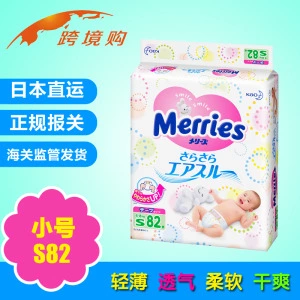 跨境购
日本直运
正规报关
海关监管发货
小号
S82
Kao
Merries
メリーズ
さらさら
エアスルー
S 82
轻薄 透气 柔软 干爽